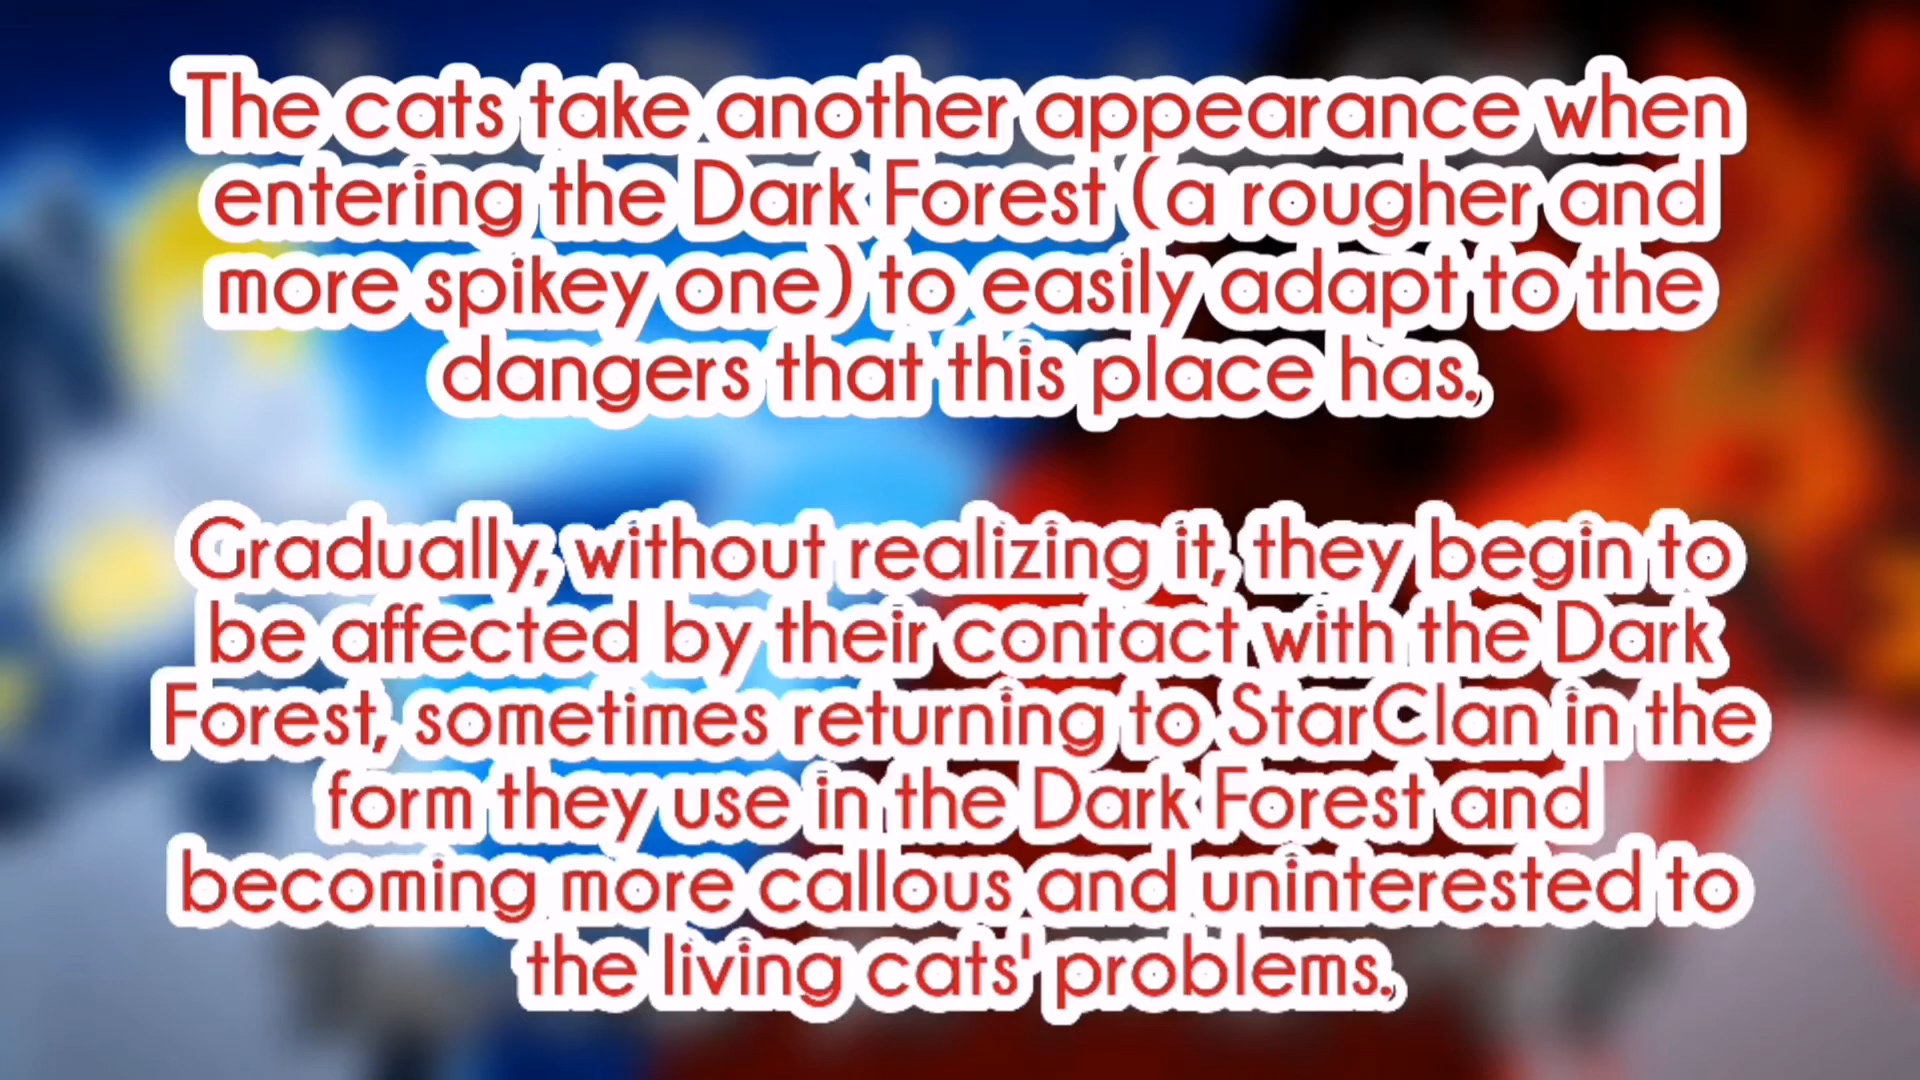 The cats take another appearance when
entering the Dark Forest (a rougher and
more spikey one) to easily adapt to the
dangers that this place has.
Gradually, without realizing it, they begin to
be affected by their contact with the Dark
Forest, sometimes returning to StarClan in the
form they use in the Dark Forest and
becoming more callous and uninterested to
the living cats' problems.